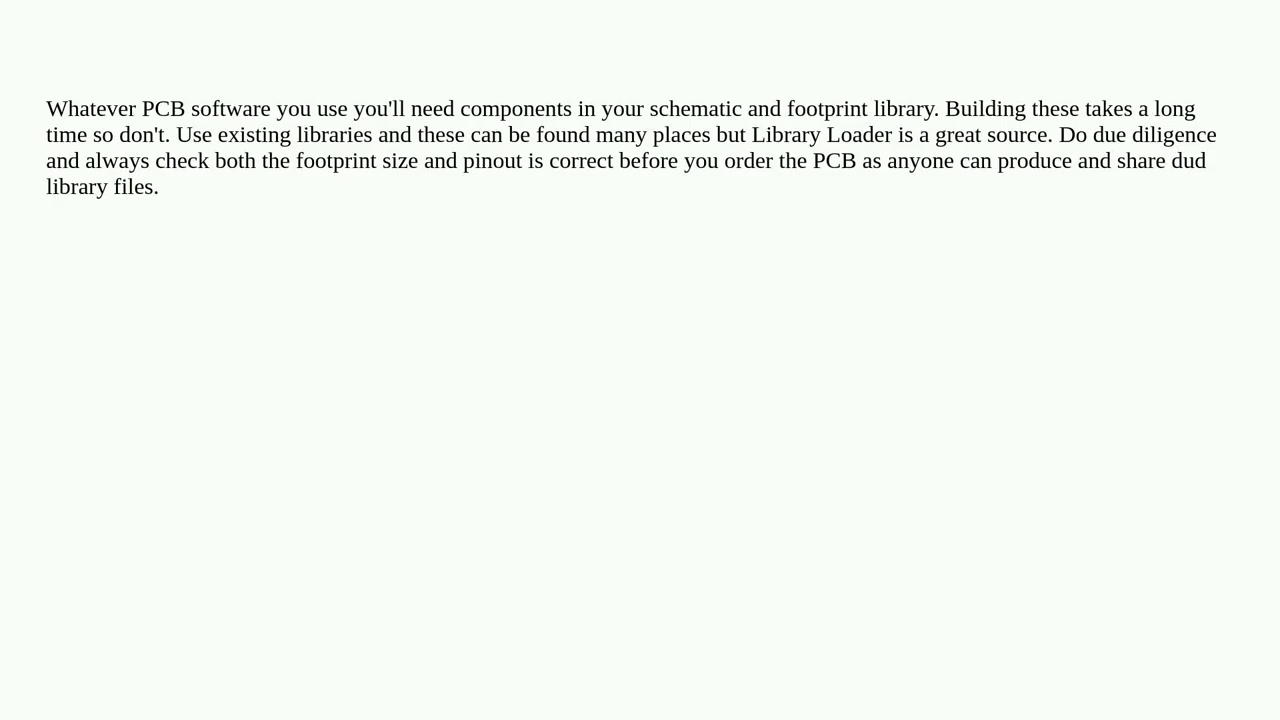 Whatever PCB software you use you'll need components in your schematic and footprint library. Building these takes a long
time so don't. Use existing libraries and these can be found many places but Library Loader is a great source. Do due diligence
and always check both the footprint size and pinout is correct before you order the PCB as anyone can produce and share dud
library files.